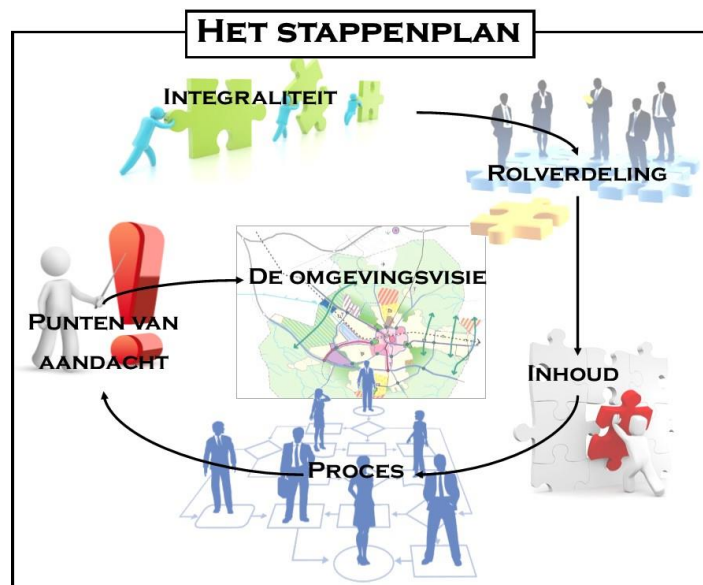 HET STAPPENPLAN
INTEGRALITEIT
ROLVERDELING
DE OMGEVINGSVISIE
PUNTEN VAN
AANDACHT
INHOUD
PROCES